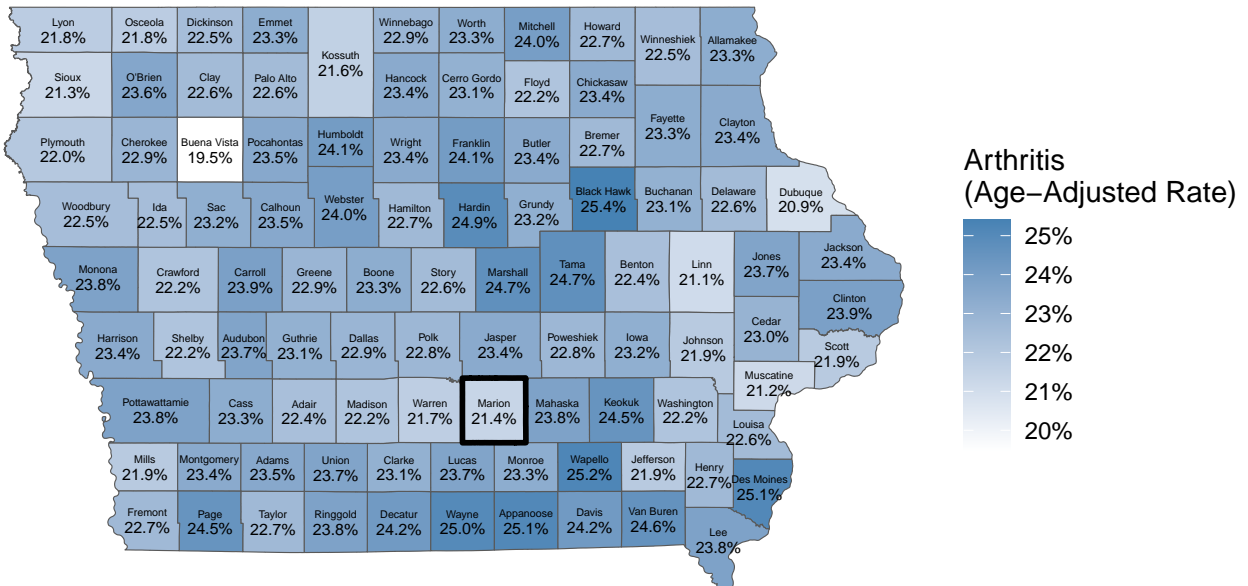 Lyon
21.8%
Osceola
21.8%
Dickinson
22.5%
Emmet
23.3%
Kossuth
21.6%
Winnebago
22.9%
Worth
23.3%
Mitchell
24.0%
Howard
22.7%
Winneshiek
22.5%
Allamakee
23.3%
Sioux
21.3%
O'Brien
23.6%
Clay
22.6%
Palo Alto
22.6%
Hancock
23.4%
Cerro Gordo
23.1%
Floyd
22.2%
Chickasaw
23.4%
Fayette
23.3%
Clayton
23.4%
Plymouth
22.0%
Cherokee
22.9%
Buena Vista
19.5%
Pocahontas
23.5%
Humboldt
24.1%
Wright
23.4%
Franklin
24.1%
Butler
23.4%
Bremer
22.7%
Woodbury
22.5%
Ida
22.5%
Sac
23.2%
Calhoun
23.5%
Webster
24.0%
Hamilton
22.7%
Hardin
24.9%
Grundy
23.2%
Black Hawk
25.4%
Buchanan
23.1%
Delaware
22.6%
Dubuque
20.9%
Monona
23.8%
Crawford
22.2%
Carroll
23.9%
Greene
22.9%
Boone
23.3%
Story
22.6%
Marshall
24.7%
Tama
24.7%
Benton
22.4%
Linn
21.1%
Jones
23.7%
Jackson
23.4%
Clinton
23.9%
Harrison
23.4%
Shelby
22.2%
Audubon
23.7%
Guthrie
23.1%
Dallas
22.9%
Polk
22.8%
Jasper
23.4%
Poweshiek
22.8%
Iowa
23.2%
Johnson
21.9%
Cedar
23.0%
Scott
21.9%
Muscatine
21.2%
Pottawattamie
23.8%
Cass
23.3%
Adair
22.4%
Madison
22.2%
Warren
21.7%
Marion
21.4%
Mahaska
23.8%
Keokuk
24.5%
Washington
22.2%
Louisa
22.6%
Mills
21.9%
Montgomery
23.4%
Adams
23.5%
Union
23.7%
Clarke
23.1%
Lucas
23.7%
Monroe
23.3%
Wapello
25.2%
Jefferson
21.9%
Henry
22.7%
Des Moines
25.1%
Fremont
22.7%
Page
24.5%
Taylor
22.7%
Ringgold
23.8%
Decatur
24.2%
Wayne
25.0%
Appanoose
25.1%
Davis
24.2%
Van Buren
24.6%
Lee
23.8%
Arthritis
(Age−Adjusted Rate)
25%
24%
23%
22%
21%
20%